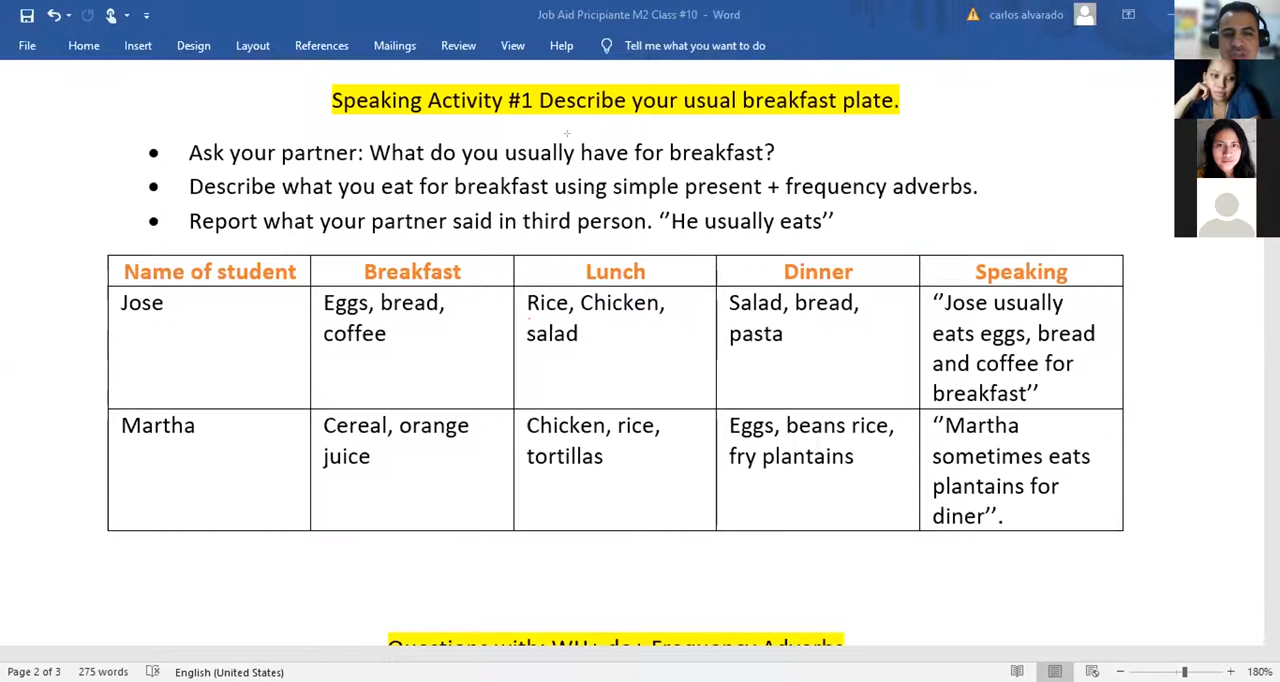 Job Aid Pricipiante M2 Class #10 - Word
carlos alvarado
File Home Insert Design Layout References Mailings Review View Help Tell me what you want to do
Speaking Activity #1 Describe your usual breakfast plate.
• Ask your partner: What do you usually have for breakfast?
• Describe what you eat for breakfast using simple present + frequency adverbs.
• Report what your partner said in third person. ‘’He usually eats’’
Name of student Breakfast Lunch Dinner Speaking
Jose
Eggs, bread,
coffee
Rice, Chicken,
salad
Salad, bread,
pasta
‘’Jose usually
eats eggs, bread
and coffee for
breakfast’’
Martha
Cereal, orange
juice
Chicken, rice,
tortillas
Eggs, beans rice,
fry plantains
‘’Martha
sometimes eats
plantains for
diner’’.
Questions with: WH+ do+ Frequency Adverbs
Page 2 of 3 275 words English (United States) 180%